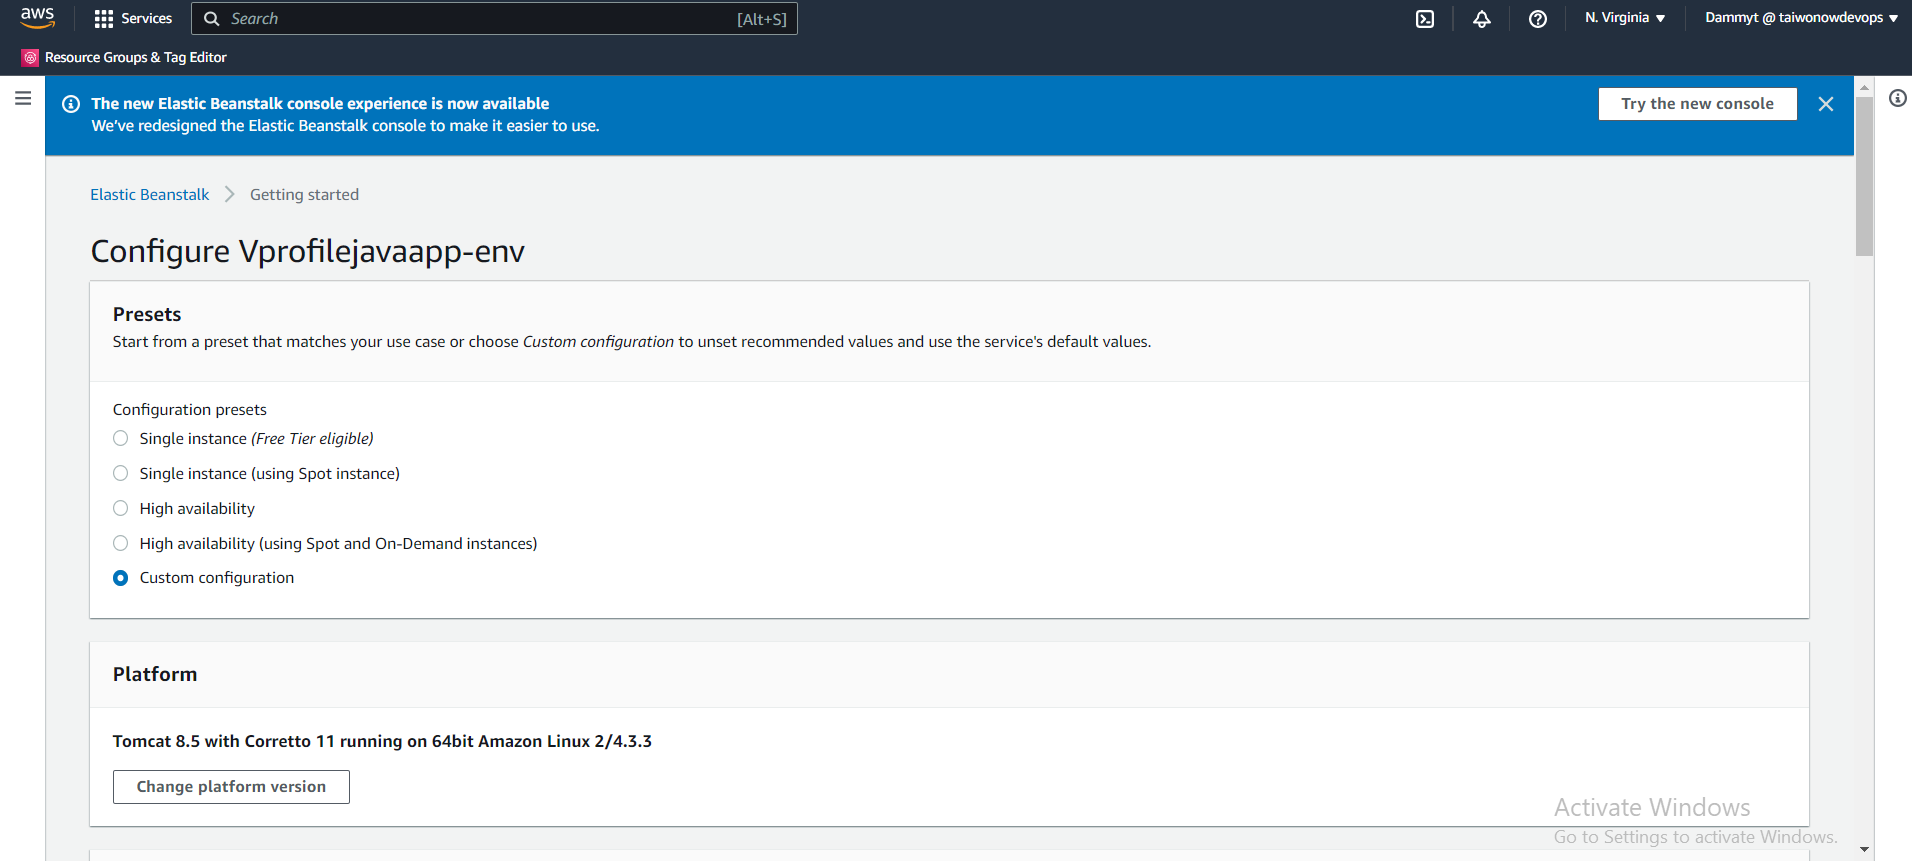 aws Services Search [Alt+S] N. Virginia Dammyt @ taiwonowdevops
Resource Groups & Tag Editor
The new Elastic Beanstalk console experience is now available
We've redesigned the Elastic Beanstalk console to make it easier to use.
Try the new console
Elastic Beanstalk Getting started
Configure Vprofilejavaapp-env
Presets
Start from a preset that matches your use case or choose Custom configuration to unset recommended values and use the service's default values.
Configuration presets
Single instance (Free Tier eligible)
Single instance (using Spot instance)
High availability
High availability (using Spot and On-Demand instances)
Custom configuration
Platform
Tomcat 8.5 with Corretto 11 running on 64bit Amazon Linux 2/4.3.3
Change platform version
Activate Windows
Go to Settings to activate Windows.